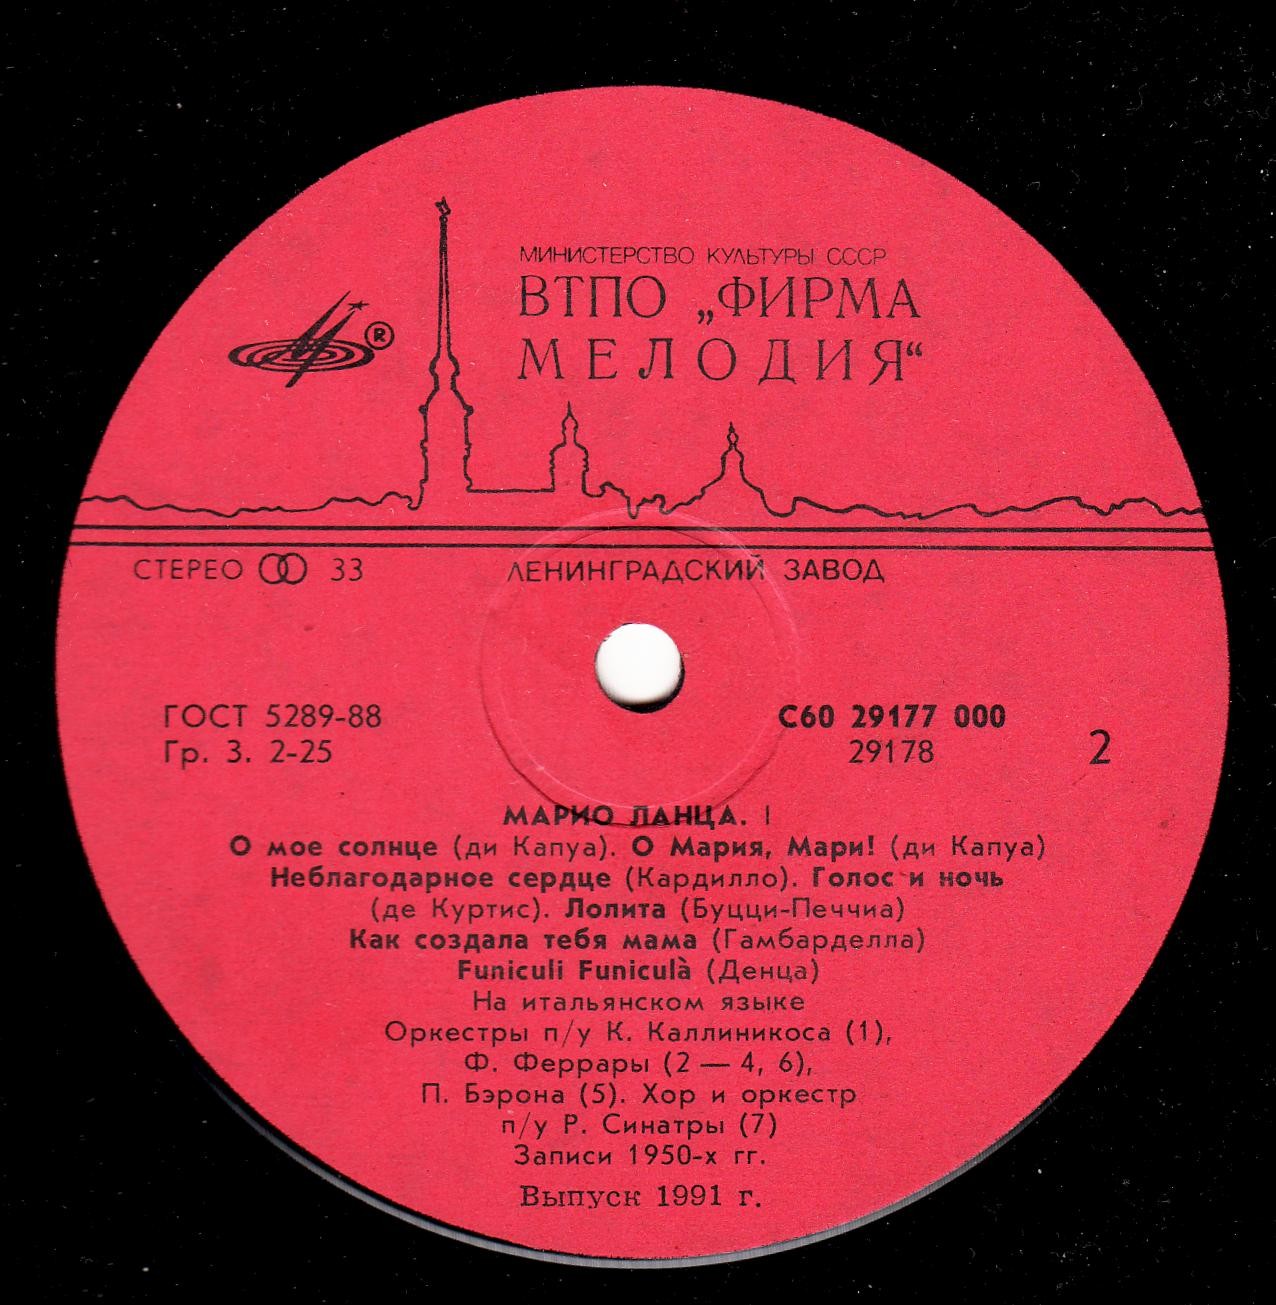 МИНИСТЕРСТВО КУЛЬТУРЫ СССР
ВТПО „ФИРМА
МЕЛОДИЯ“
®
СТЕРЕО 33
ЛЕНИНГРАДСКИЙ ЗАВОД
ГОСТ 5289-88
Гр. 3. 2-25
С60 29177 000
29178
2
МАРИО ЛАНЦА. I
О мое солнце (ди Капуа). О Мария, Мари! (ди Капуа)
Неблагодарное сердце (Кардилло). Голос и ночь
(де Куртис). Лолита (Буцци-Печчиа)
Как создала тебя мама (Гамбарделла)
Funiculi Funiculà (Денца)
На итальянском языке
Оркестры п/у К. Каллиникоса (1),
Ф. Феррары (2 — 4, 6),
П. Бэрона (5). Хор и оркестр
п/у Р. Синатры (7)
Записи 1950-х гг.
Выпуск 1991 г.